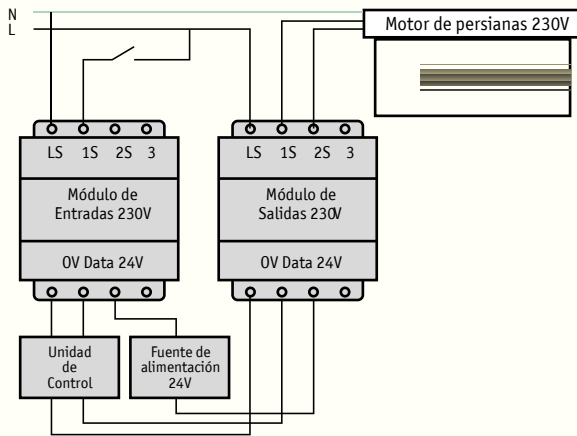 N
L
Motor de persianas 230V
LS 1S 2S 3
LS 1S 2S 3
Módulo de
Entradas 230V
Módulo de
Salidas 230V
0V Data 24V
0V Data 24V
Unidad
de
Control
Fuente de
alimentación
24V